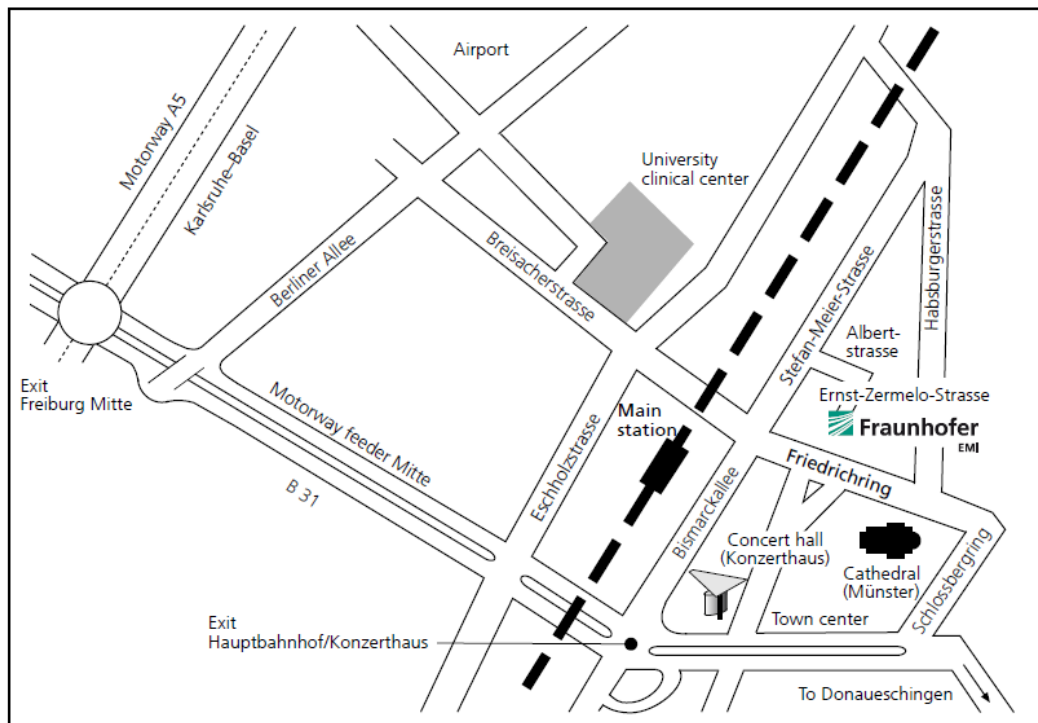 Airport
Motorway A5
Karlsruhe–Basel
University
clinical center
Berliner Allee
Breisacherstrasse
Habsburgerstrasse
Stefan-Meier-Strasse
Albert-
strasse
Exit
Freiburg Mitte
Ernst-Zermelo-Strasse
Fraunhofer
EMI
Main
station
Motorway feeder Mitte
Eschholzstrasse
Friedrichring
B 31
Bismarckallee
Concert hall
(Konzerthaus)
Cathedral
(Münster)
Schlossbergring
Town center
Exit
Hauptbahnhof/Konzerthaus
To Donaueschingen